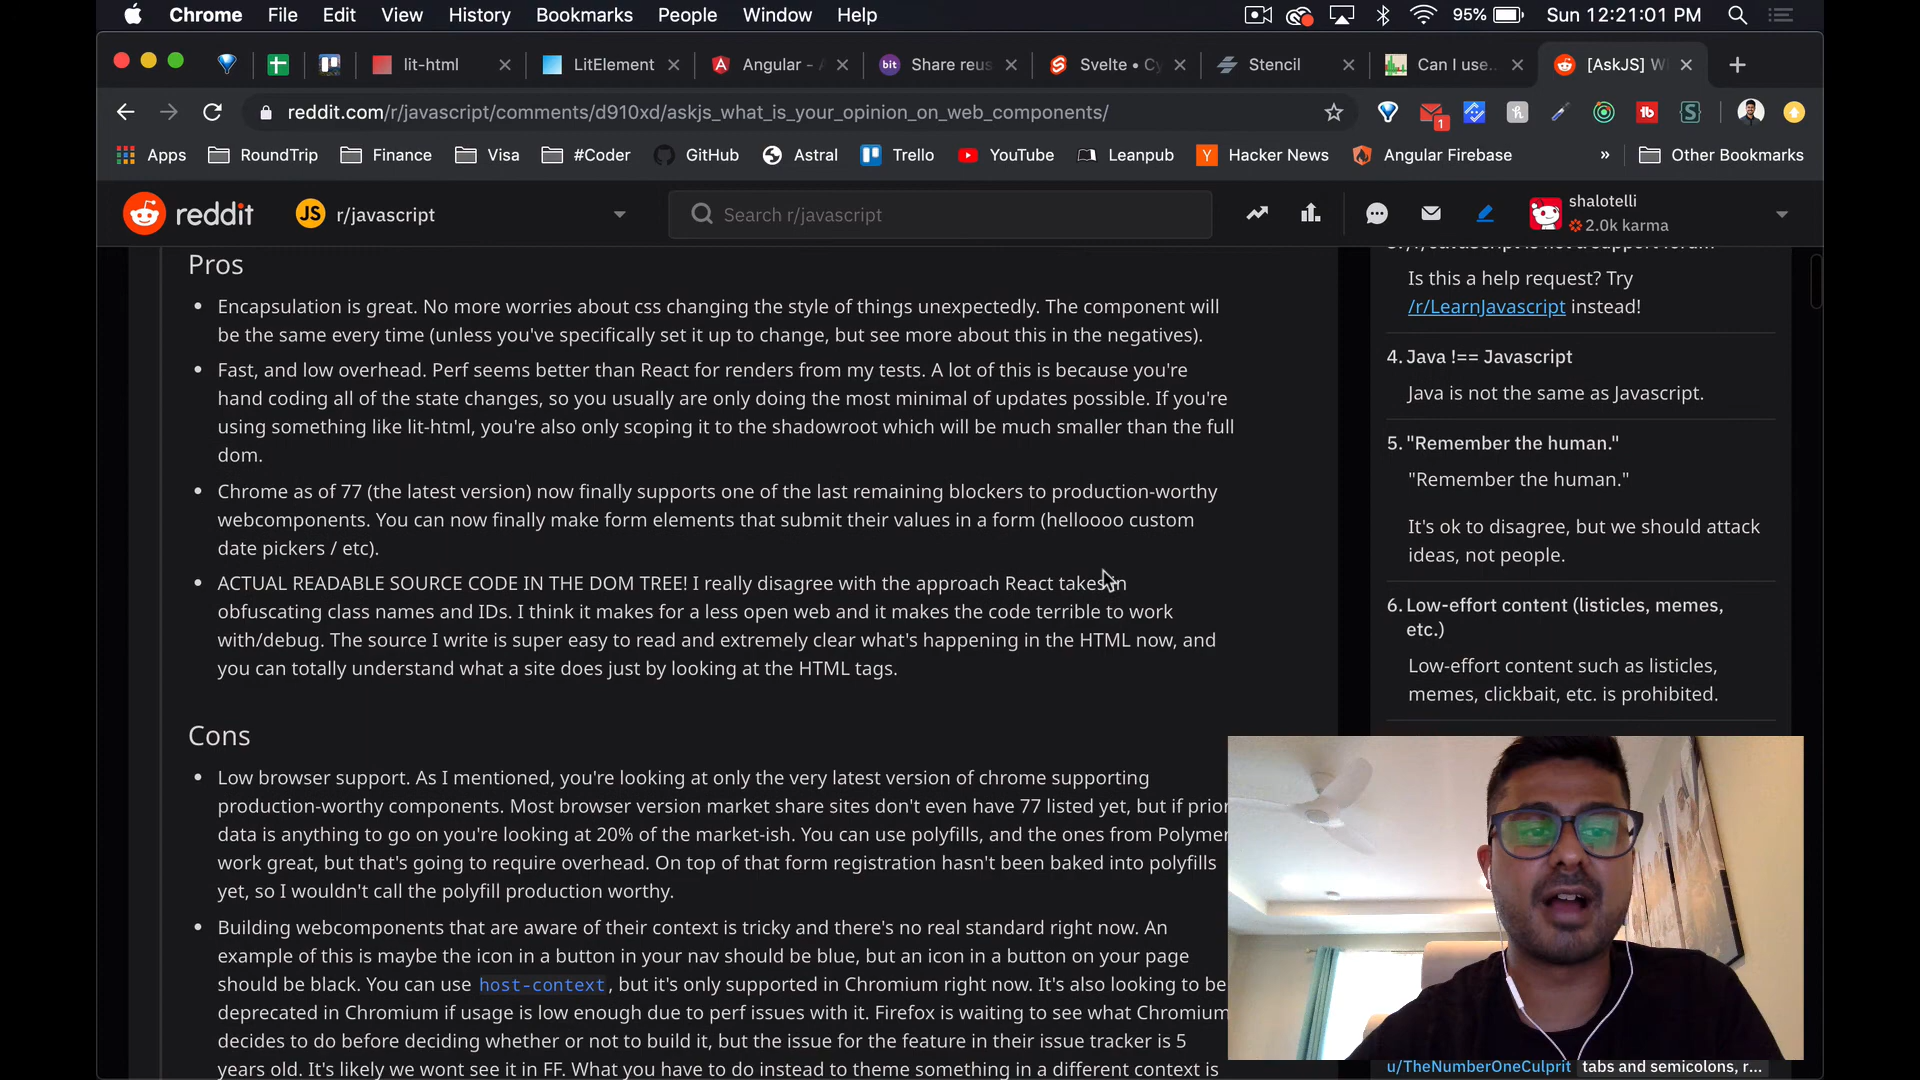 Chrome File Edit View History Bookmarks People Window Help 95% Sun 12:21:01 PM
lit-html LitElement Angular - A bit Share reus Svelte • Cy Stencil Can I use... [AskJS] W
reddit.com/r/javascript/comments/d910xd/askjs_what_is_your_opinion_on_web_components/ 1
Apps RoundTrip Finance Visa #Coder GitHub Astral Trello YouTube Leanpub Hacker News Angular Firebase » Other Bookmarks
reddit JS r/javascript Search r/javascript shalotelli
2.0k karma
Pros
Encapsulation is great. No more worries about css changing the style of things unexpectedly. The component will
be the same every time (unless you've specifically set it up to change, but see more about this in the negatives).
Fast, and low overhead. Perf seems better than React for renders from my tests. A lot of this is because you're
hand coding all of the state changes, so you usually are only doing the most minimal of updates possible. If you're
using something like lit-html, you're also only scoping it to the shadowroot which will be much smaller than the full
dom.
Chrome as of 77 (the latest version) now finally supports one of the last remaining blockers to production-worthy
webcomponents. You can now finally make form elements that submit their values in a form (helloooo custom
date pickers / etc).
ACTUAL READABLE SOURCE CODE IN THE DOM TREE! I really disagree with the approach React takes in
obfuscating class names and IDs. I think it makes for a less open web and it makes the code terrible to work
with/debug. The source I write is super easy to read and extremely clear what's happening in the HTML now, and
you can totally understand what a site does just by looking at the HTML tags.
Cons
Low browser support. As I mentioned, you're looking at only the very latest version of chrome supporting
production-worthy components. Most browser version market share sites don't even have 77 listed yet, but if prior
data is anything to go on you're looking at 20% of the market-ish. You can use polyfills, and the ones from Polymer
work great, but that's going to require overhead. On top of that form registration hasn't been baked into polyfills
yet, so I wouldn't call the polyfill production worthy.
Building webcomponents that are aware of their context is tricky and there's no real standard right now. An
example of this is maybe the icon in a button in your nav should be blue, but an icon in a button on your page
should be black. You can use host-context, but it's only supported in Chromium right now. It's also looking to be
deprecated in Chromium if usage is low enough due to perf issues with it. Firefox is waiting to see what Chromium
decides to do before deciding whether or not to build it, but the issue for the feature in their issue tracker is 5
years old. It's likely we wont see it in FF. What you have to do instead to theme something in a different context is
Is this a help request? Try
/r/LearnJavascript instead!
4. Java !== Javascript
Java is not the same as Javascript.
5. "Remember the human."
"Remember the human."
It's ok to disagree, but we should attack
ideas, not people.
6. Low-effort content (listicles, memes,
etc.)
Low-effort content such as listicles,
memes, clickbait, etc. is prohibited.
u/TheNumberOneCulprit tabs and semicolons, r...